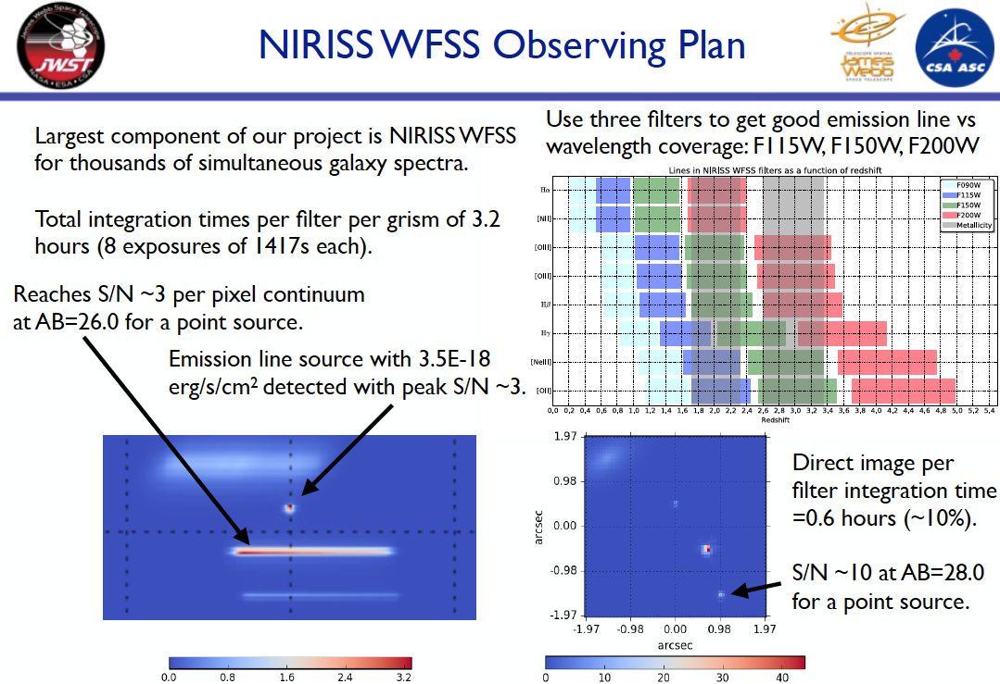 NIRISS WFSS Observing Plan
James Webb Space Telescope
JWST
NASA • ESA • CSA
TELESCOPE SPATIAL
James
Webb
SPACE TELESCOPE
CSA ASC
Largest component of our project is NIRISS WFSS
for thousands of simultaneous galaxy spectra.
Total integration times per filter per grism of 3.2
hours (8 exposures of 1417s each).
Reaches S/N ~3 per pixel continuum
at AB=26.0 for a point source.
Emission line source with 3.5E-18
erg/s/cm² detected with peak S/N ~3.
0.0 0.8 1.6 2.4 3.2
Use three filters to get good emission line vs
wavelength coverage: F115W, F150W, F200W
Lines in NIRISS WFSS filters as a function of redshift
F090W
F115W
F150W
F200W
Metallicity
Hα
[NII]
[OIII]
[OIII]
Hβ
Hγ
[NeIII]
[OII]
0.0 0.2 0.4 0.6 0.8 1.0 1.2 1.4 1.6 1.8 2.0 2.2 2.4 2.6 2.8 3.0 3.2 3.4 3.6 3.8 4.0 4.2 4.4 4.6 4.8 5.0 5.2 5.4
Redshift
1.97
0.98
0.00
-0.98
-1.97
arcsec
-1.97 -0.98 0.00 0.98 1.97
arcsec
Direct image per
filter integration time
=0.6 hours (~10%).
S/N ~10 at AB=28.0
for a point source.
0 10 20 30 40